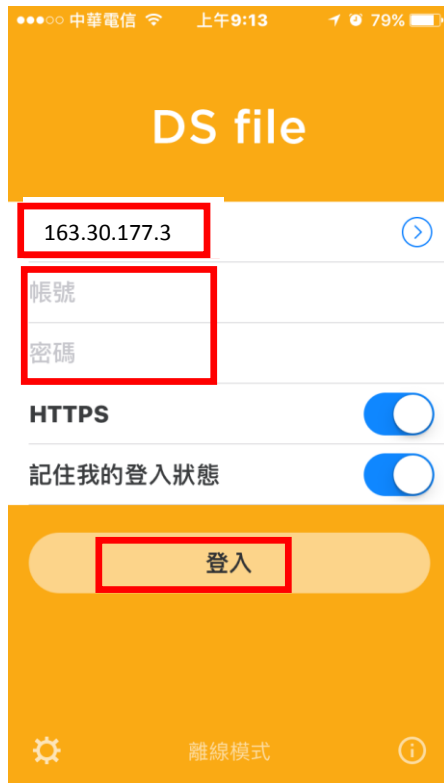 中華電信 上午9:13 79%
DS file
163.30.177.3
帳號
密碼
HTTPS
記住我的登入狀態
登入
離線模式